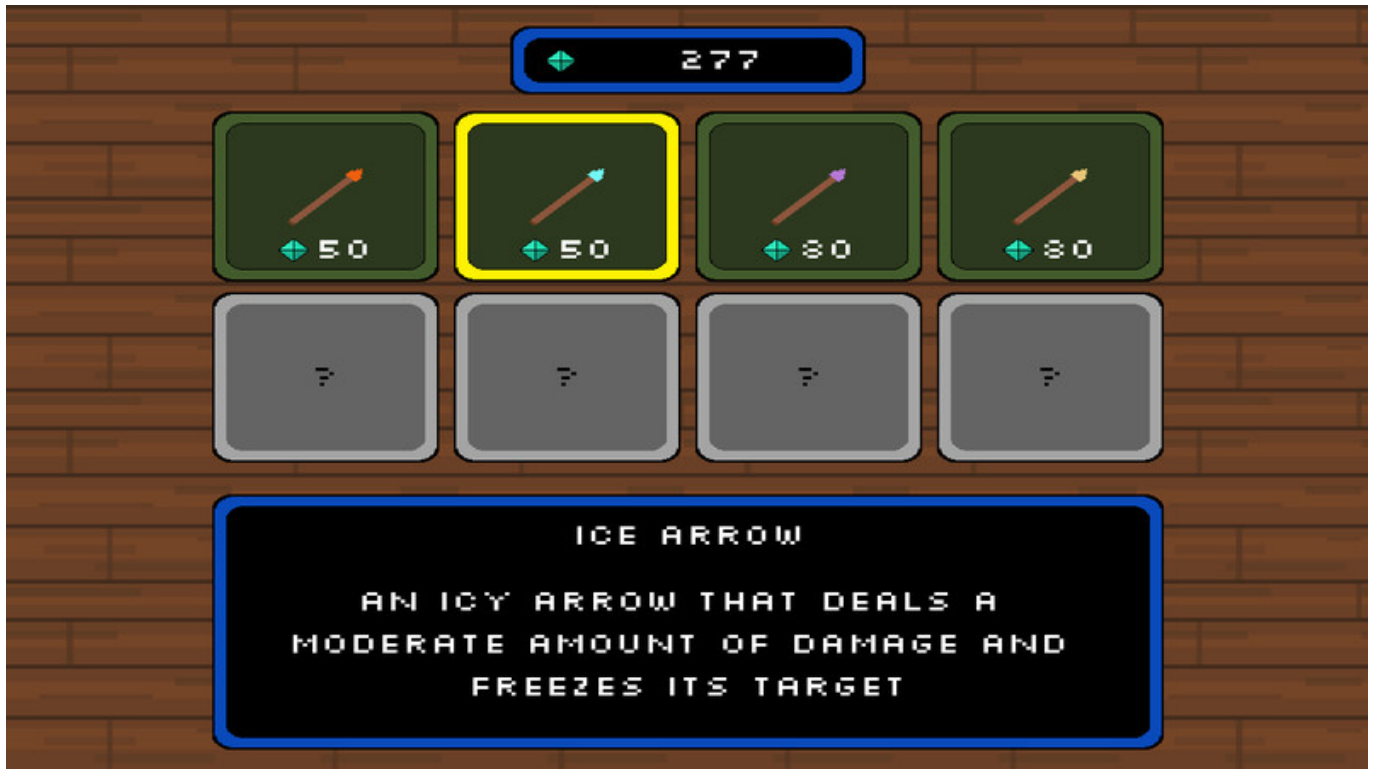 277
50
50
80
80
?
?
?
?
ICE ARROW
AN ICY ARROW THAT DEALS A
MODERATE AMOUNT OF DAMAGE AND
FREEZES ITS TARGET